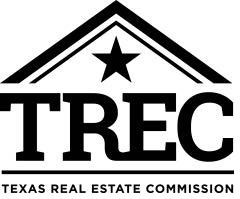 TREC
TEXAS REAL ESTATE COMMISSION